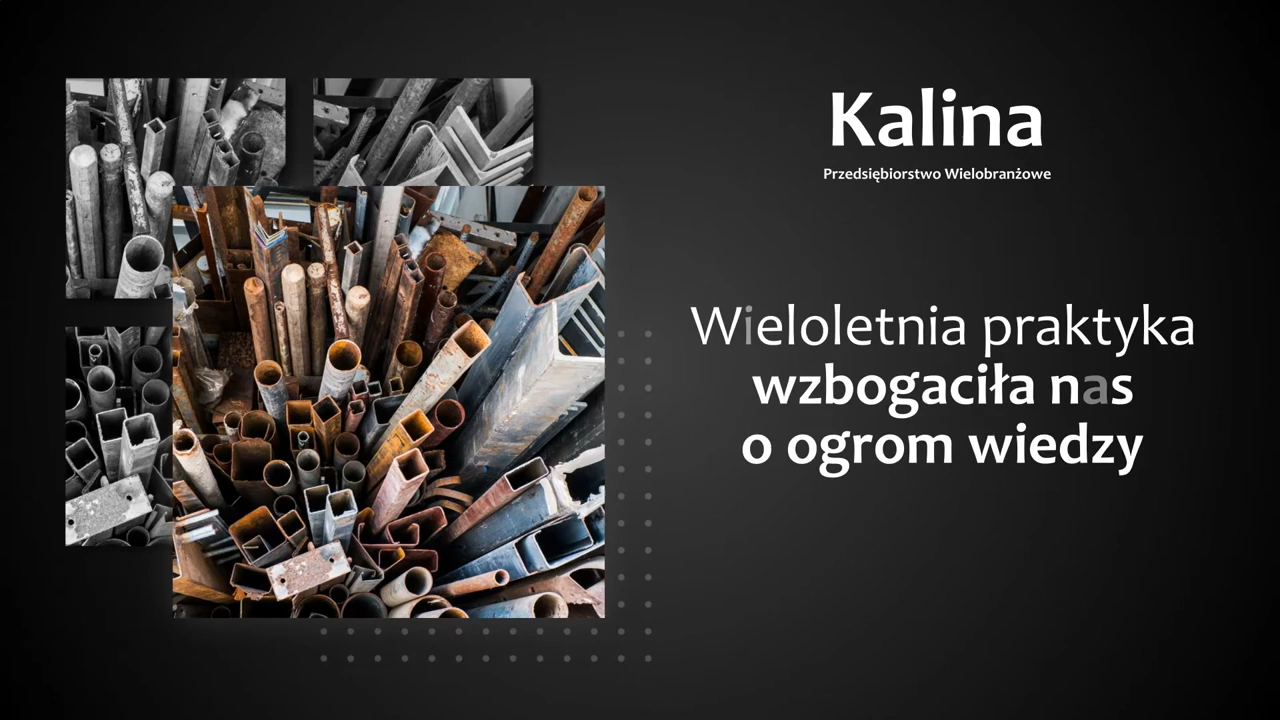 Kalina
Przedsiębiorstwo Wielobranżowe
Wieloletnia praktyka
wzbogaciła nas
o ogrom wiedzy